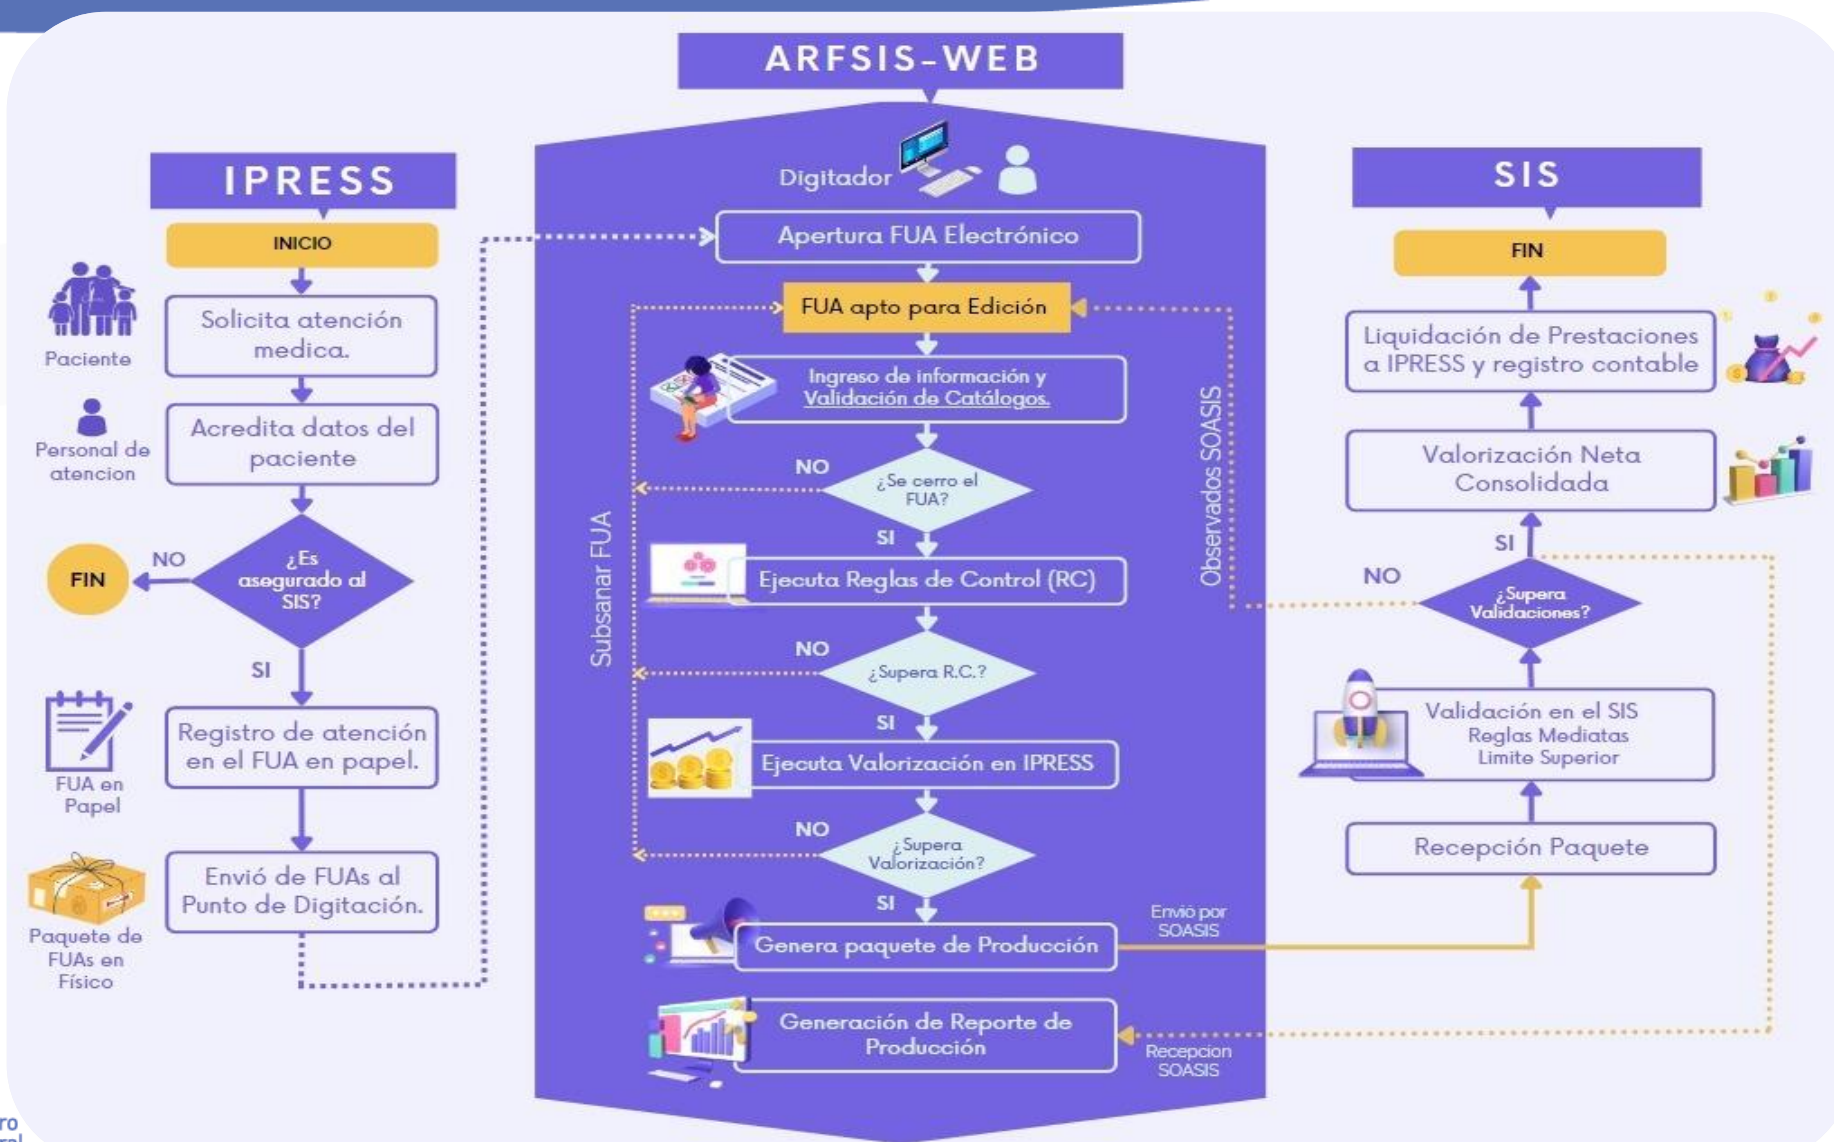 ARFSIS-WEB
IPRESS
INICIO
Paciente
Solicita atención
medica.
Personal de
atencion
Acredita datos del
paciente
¿Es
asegurado al
SIS?
NO
FIN
SI
FUA en
Papel
Registro de atención
en el FUA en papel.
Paquete de
FUAs en
Físico
Envió de FUAs al
Punto de Digitación.
Digitador
Apertura FUA Electrónico
FUA apto para Edición
Ingreso de información y
Validación de Catálogos.
NO
¿Se cerro el
FUA?
SI
Ejecuta Reglas de Control (RC)
NO
¿Supera R.C.?
SI
Ejecuta Valorización en IPRESS
NO
¿Supera
Valorización?
SI
Genera paquete de Producción
Generación de Reporte de
Producción
Subsanar FUA
Observados SOASIS
Envió por
SOASIS
Recepcion
SOASIS
SIS
FIN
Liquidación de Prestaciones
a IPRESS y registro contable
Valorización Neta
Consolidada
SI
NO
¿Supera
Validaciones?
Validación en el SIS
Reglas Mediatas
Limite Superior
Recepción Paquete
ro